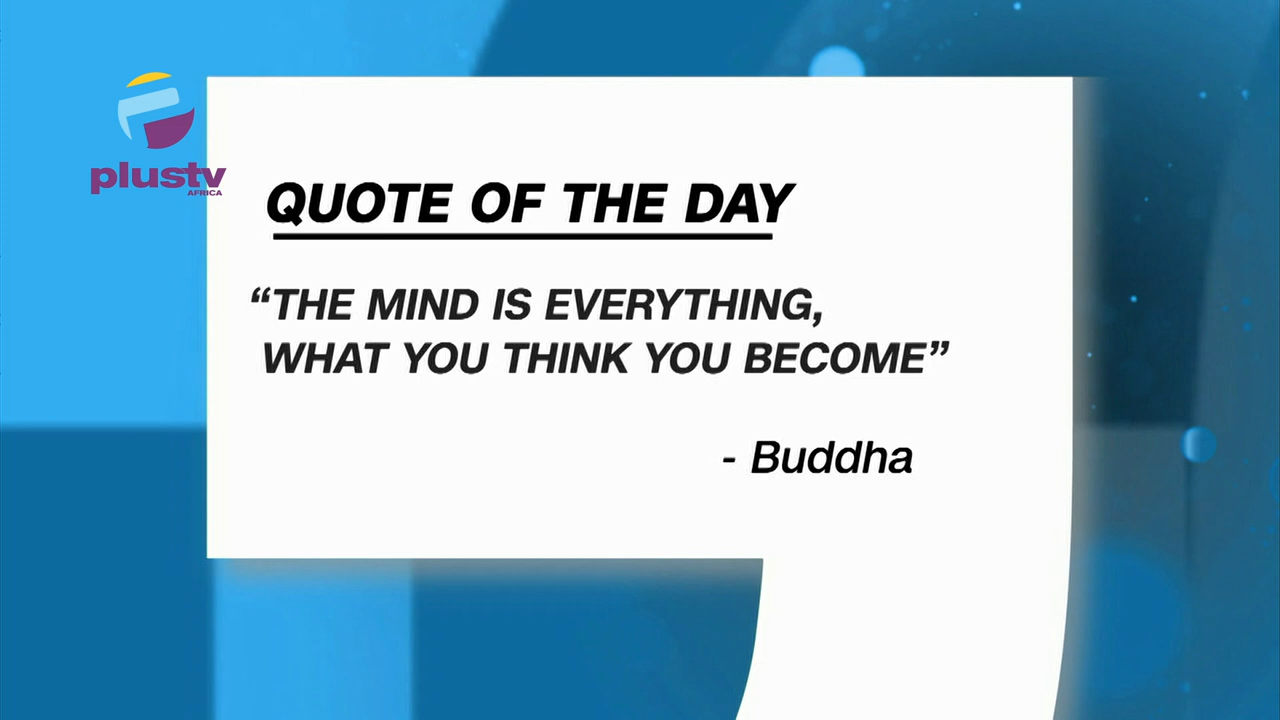 plustv
AFRICA
QUOTE OF THE DAY
“THE MIND IS EVERYTHING,
WHAT YOU THINK YOU BECOME”
- Buddha